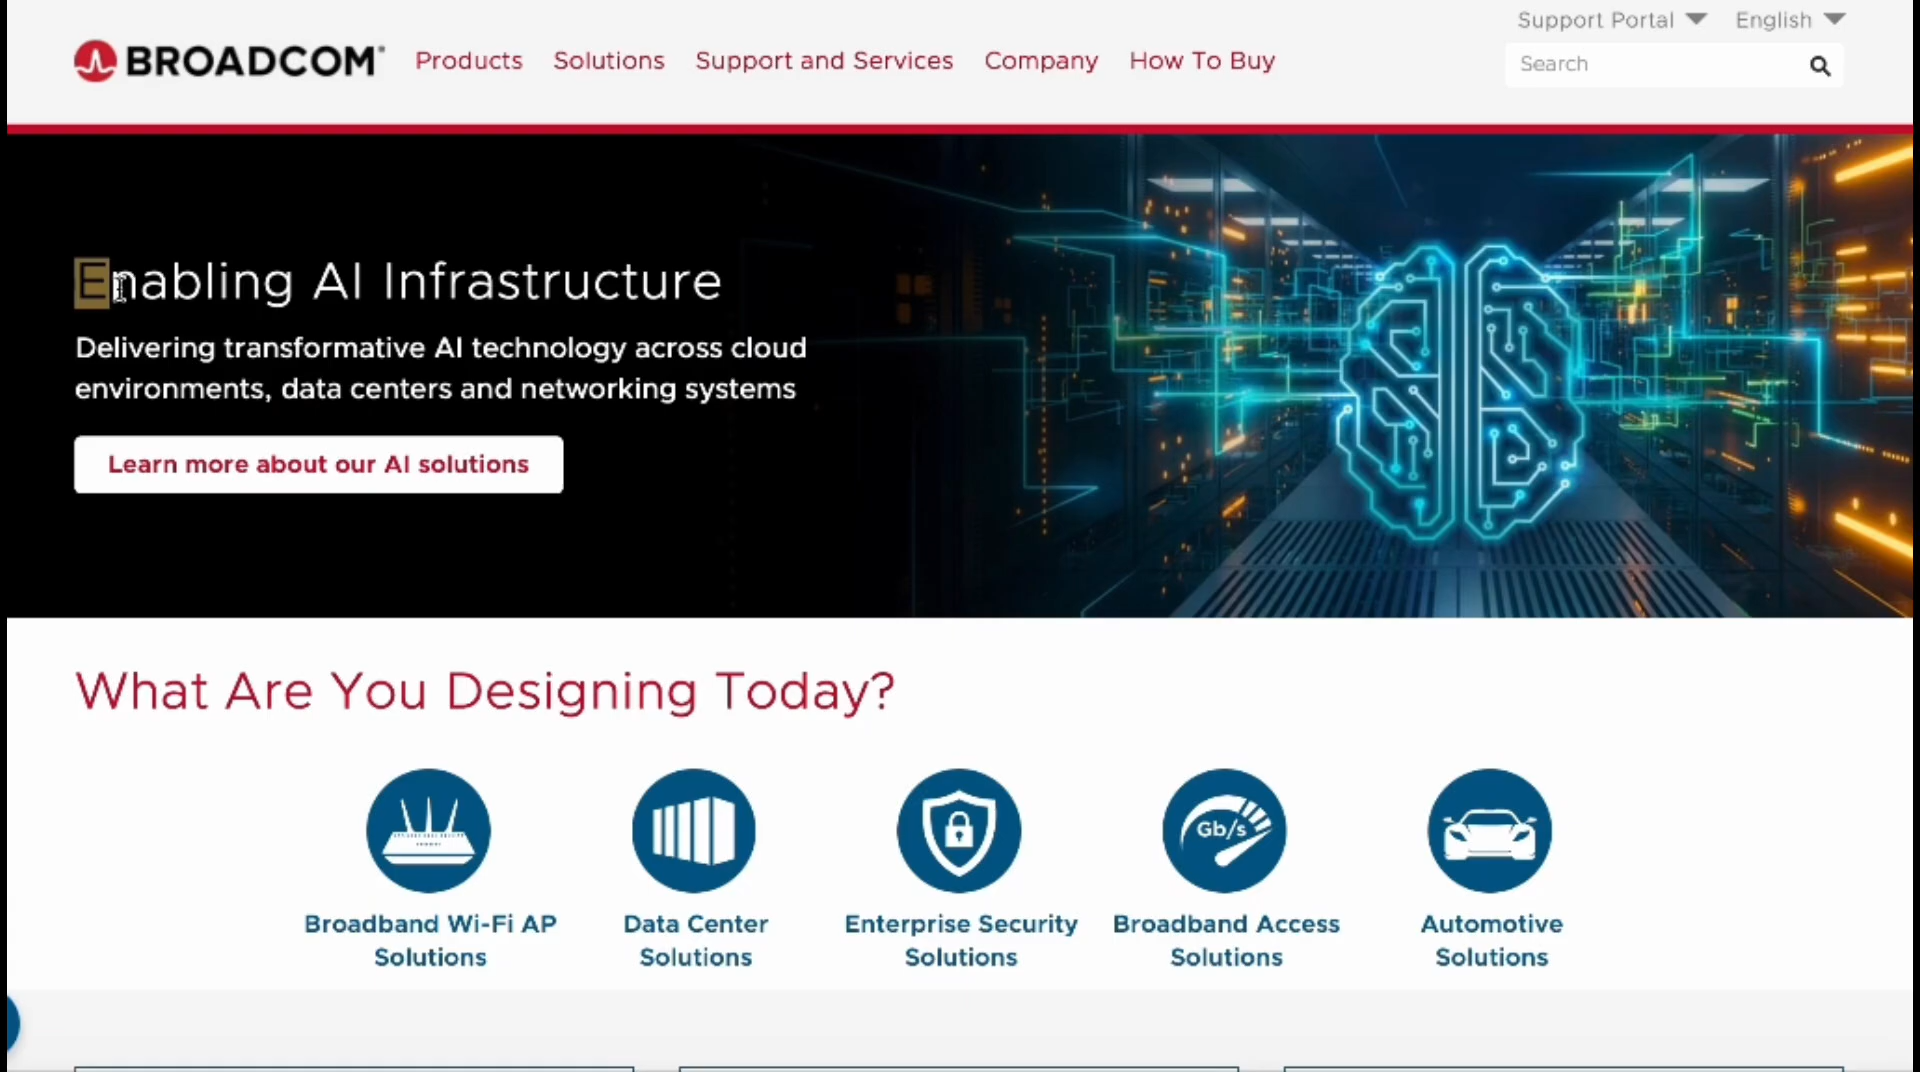 Support Portal English
BROADCOM Products Solutions Support and Services Company How To Buy
Search
Enabling AI Infrastructure
Delivering transformative AI technology across cloud
environments, data centers and networking systems
Learn more about our AI solutions
What Are You Designing Today?
Gb/s
Broadband Wi-Fi AP
Solutions
Data Center
Solutions
Enterprise Security
Solutions
Broadband Access
Solutions
Automotive
Solutions